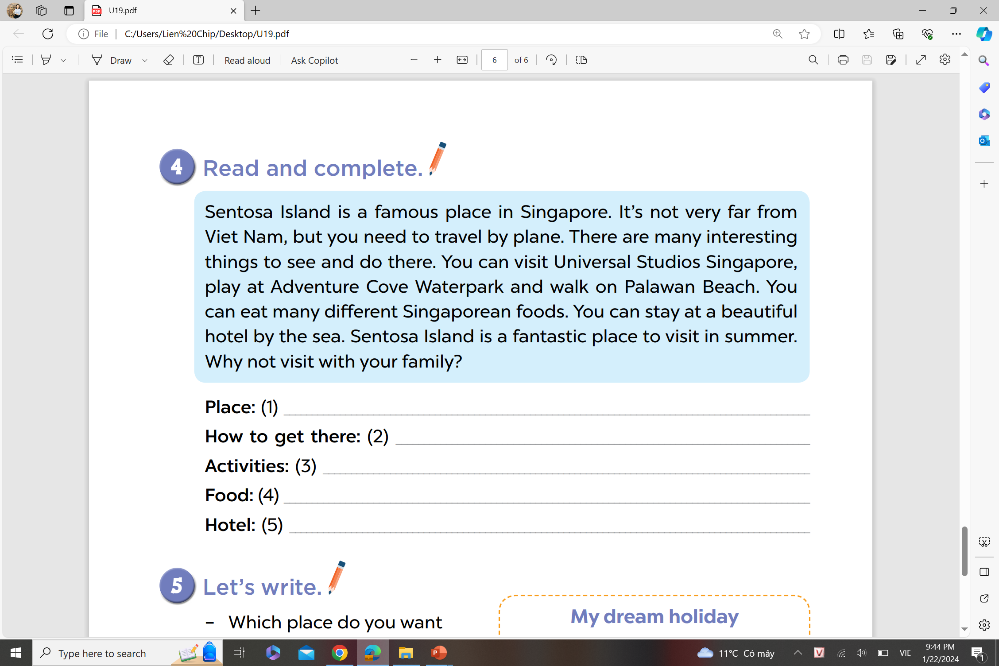 U19.pdf
File
C:/Users/Lien%20Chip/Desktop/U19.pdf
Draw
Read aloud
Ask Copilot
6
of 6
4 Read and complete.
Sentosa Island is a famous place in Singapore. It's not very far from
Viet Nam, but you need to travel by plane. There are many interesting
things to see and do there. You can visit Universal Studios Singapore,
play at Adventure Cove Waterpark and walk on Palawan Beach. You
can eat many different Singaporean foods. You can stay at a beautiful
hotel by the sea. Sentosa Island is a fantastic place to visit in summer.
Why not visit with your family?
Place: (1)
How to get there: (2)
Activities: (3)
Food: (4)
Hotel: (5)
5 Let's write.
– Which place do you want
My dream holiday
Type here to search
11°C Có mây
VIE
9:44 PM
1/22/2024
1